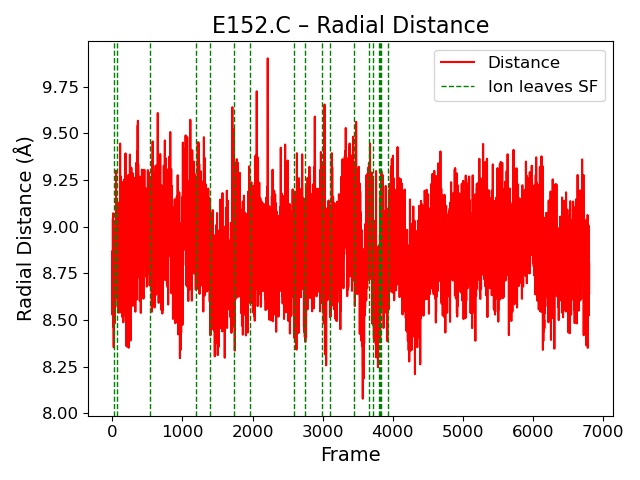 E152.C – Radial Distance
Distance
Ion leaves SF
Radial Distance (Å)
9.75
9.50
9.25
9.00
8.75
8.50
8.25
8.00
0 1000 2000 3000 4000 5000 6000 7000
Frame